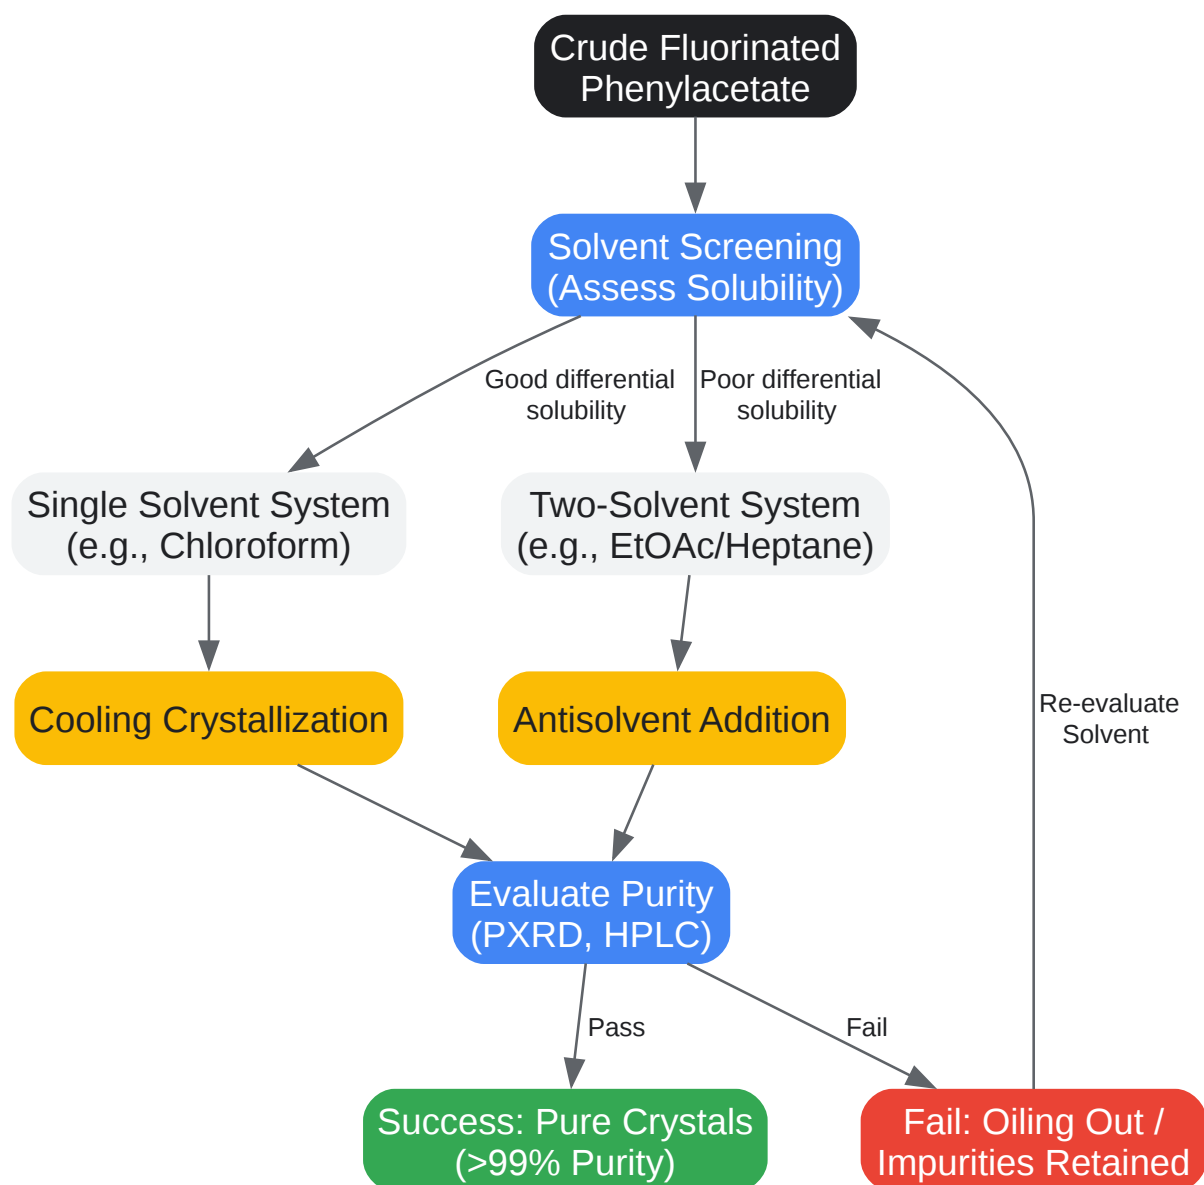 Crude Fluorinated
Phenylacetate
Solvent Screening
(Assess Solubility)
Good differential
solubility
Poor differential
solubility
Single Solvent System
(e.g., Chloroform)
Two-Solvent System
(e.g., EtOAc/Heptane)
Cooling Crystallization
Antisolvent Addition
Re-evaluate
Solvent
Evaluate Purity
(PXRD, HPLC)
Pass
Fail
Success: Pure Crystals
(>99% Purity)
Fail: Oiling Out /
Impurities Retained